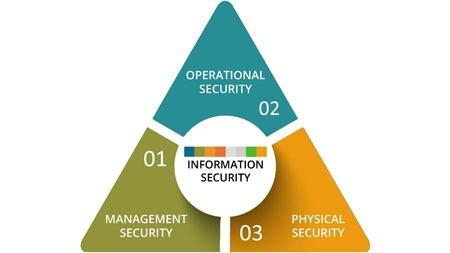 OPERATIONAL
SECURITY
02
01
INFORMATION
SECURITY
MANAGEMENT
SECURITY
03
PHYSICAL
SECURITY